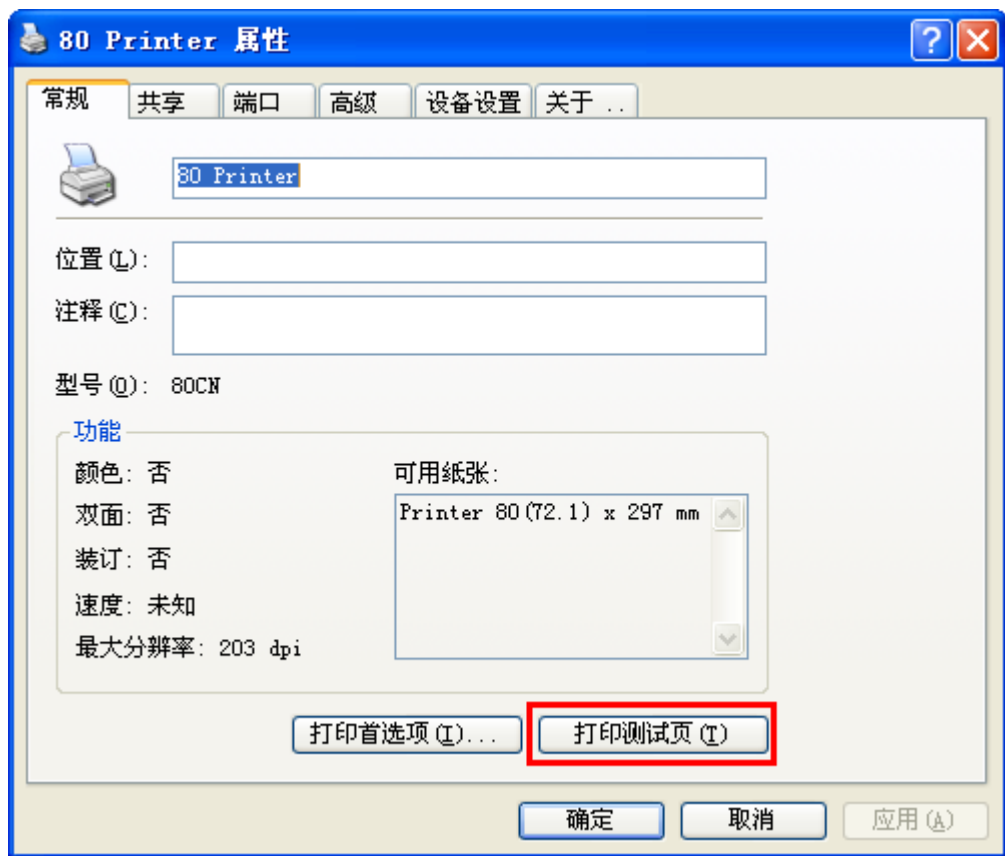 80 Printer 属性
常规 共享 端口 高级 设备设置 关于 ..
80 Printer
位置(L):
注释(C):
型号(O): 80CN
功能
颜色: 否 可用纸张:
双面: 否 Printer 80(72.1) x 297 mm
装订: 否
速度: 未知
最大分辨率: 203 dpi
打印首选项(I)... 打印测试页(T)
确定 取消 应用(A)